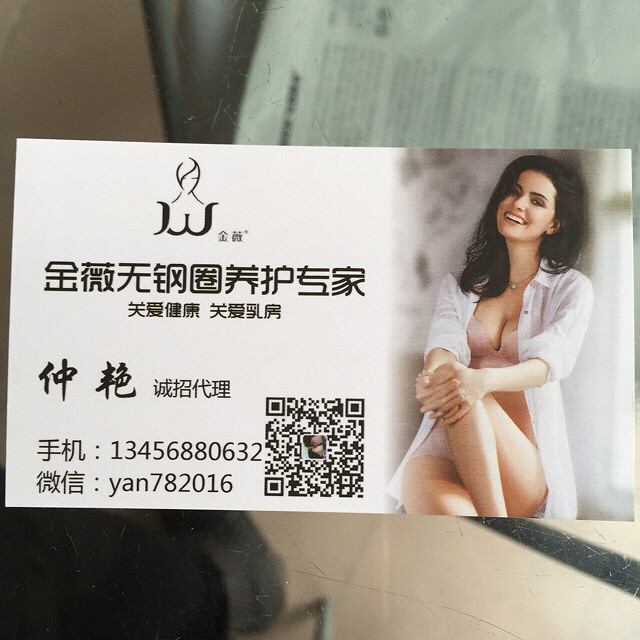 金薇®
金薇无钢圈养护专家
关爱健康 关爱乳房
仲艳 诚招代理
手机：13456880632
微信：yan782016